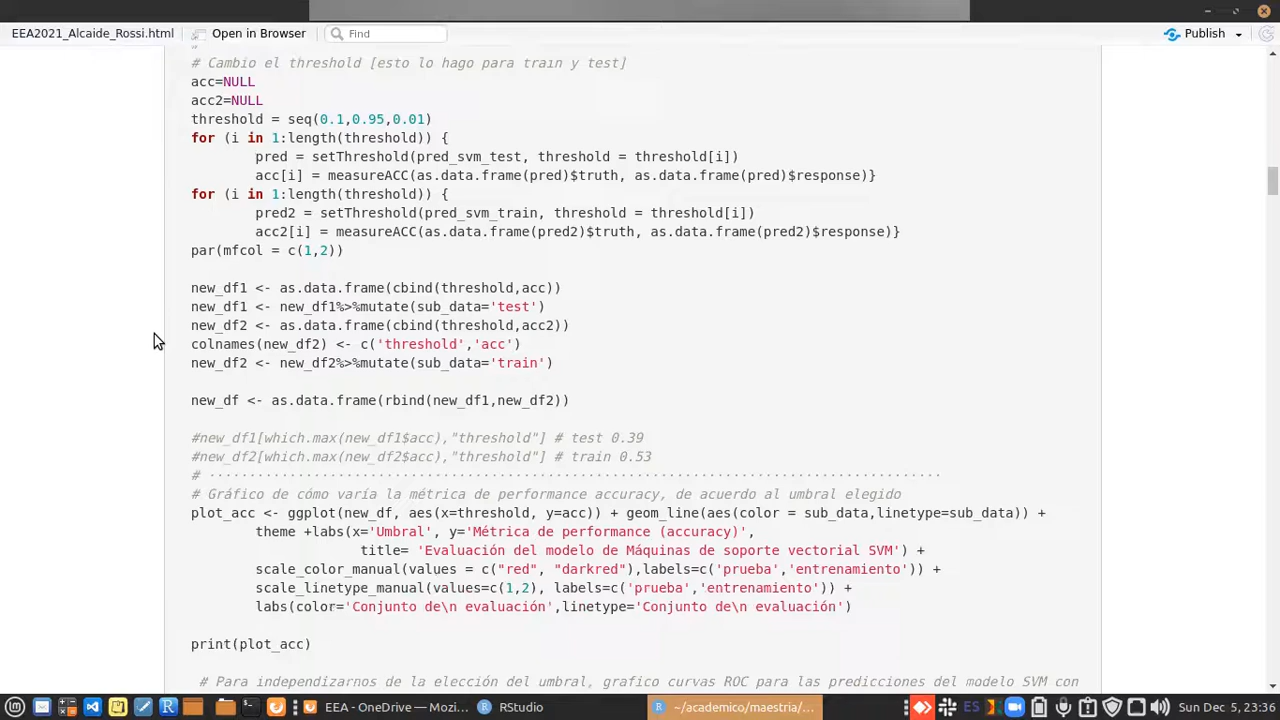 EEA2021_Alcaide_Rossi.html
Open in Browser
Find
Publish
# Cambio el threshold [esto lo hago para train y test]
acc=NULL
acc2=NULL
threshold = seq(0.1,0.95,0.01)
for (i in 1:length(threshold)) {
pred = setThreshold(pred_svm_test, threshold = threshold[i])
acc[i] = measureACC(as.data.frame(pred)$truth, as.data.frame(pred)$response)}
for (i in 1:length(threshold)) {
pred2 = setThreshold(pred_svm_train, threshold = threshold[i])
acc2[i] = measureACC(as.data.frame(pred2)$truth, as.data.frame(pred2)$response)}
par(mfcol = c(1,2))
new_df1 <- as.data.frame(cbind(threshold,acc))
new_df1 <- new_df1%>%mutate(sub_data='test')
new_df2 <- as.data.frame(cbind(threshold,acc2))
colnames(new_df2) <- c('threshold','acc')
new_df2 <- new_df2%>%mutate(sub_data='train')
new_df <- as.data.frame(rbind(new_df1,new_df2))
#new_df1[which.max(new_df1$acc),"threshold"] # test 0.39
#new_df2[which.max(new_df2$acc),"threshold"] # train 0.53
# ············································································································
# Gráfico de cómo varía la métrica de performance accuracy, de acuerdo al umbral elegido
plot_acc <- ggplot(new_df, aes(x=threshold, y=acc)) + geom_line(aes(color = sub_data,linetype=sub_data)) +
theme +labs(x='Umbral', y='Métrica de performance (accuracy)',
title= 'Evaluación del modelo de Máquinas de soporte vectorial SVM') +
scale_color_manual(values = c("red", "darkred"),labels=c('prueba','entrenamiento')) +
scale_linetype_manual(values=c(1,2), labels=c('prueba','entrenamiento')) +
labs(color='Conjunto de\n evaluación',linetype='Conjunto de\n evaluación')
print(plot_acc)
# Para independizarnos de la elección del umbral, grafico curvas ROC para las predicciones del modelo SVM con
EEA - OneDrive — Mozi...
RStudio
~/academico/maestria/...
ES
Sun Dec 5, 23:36